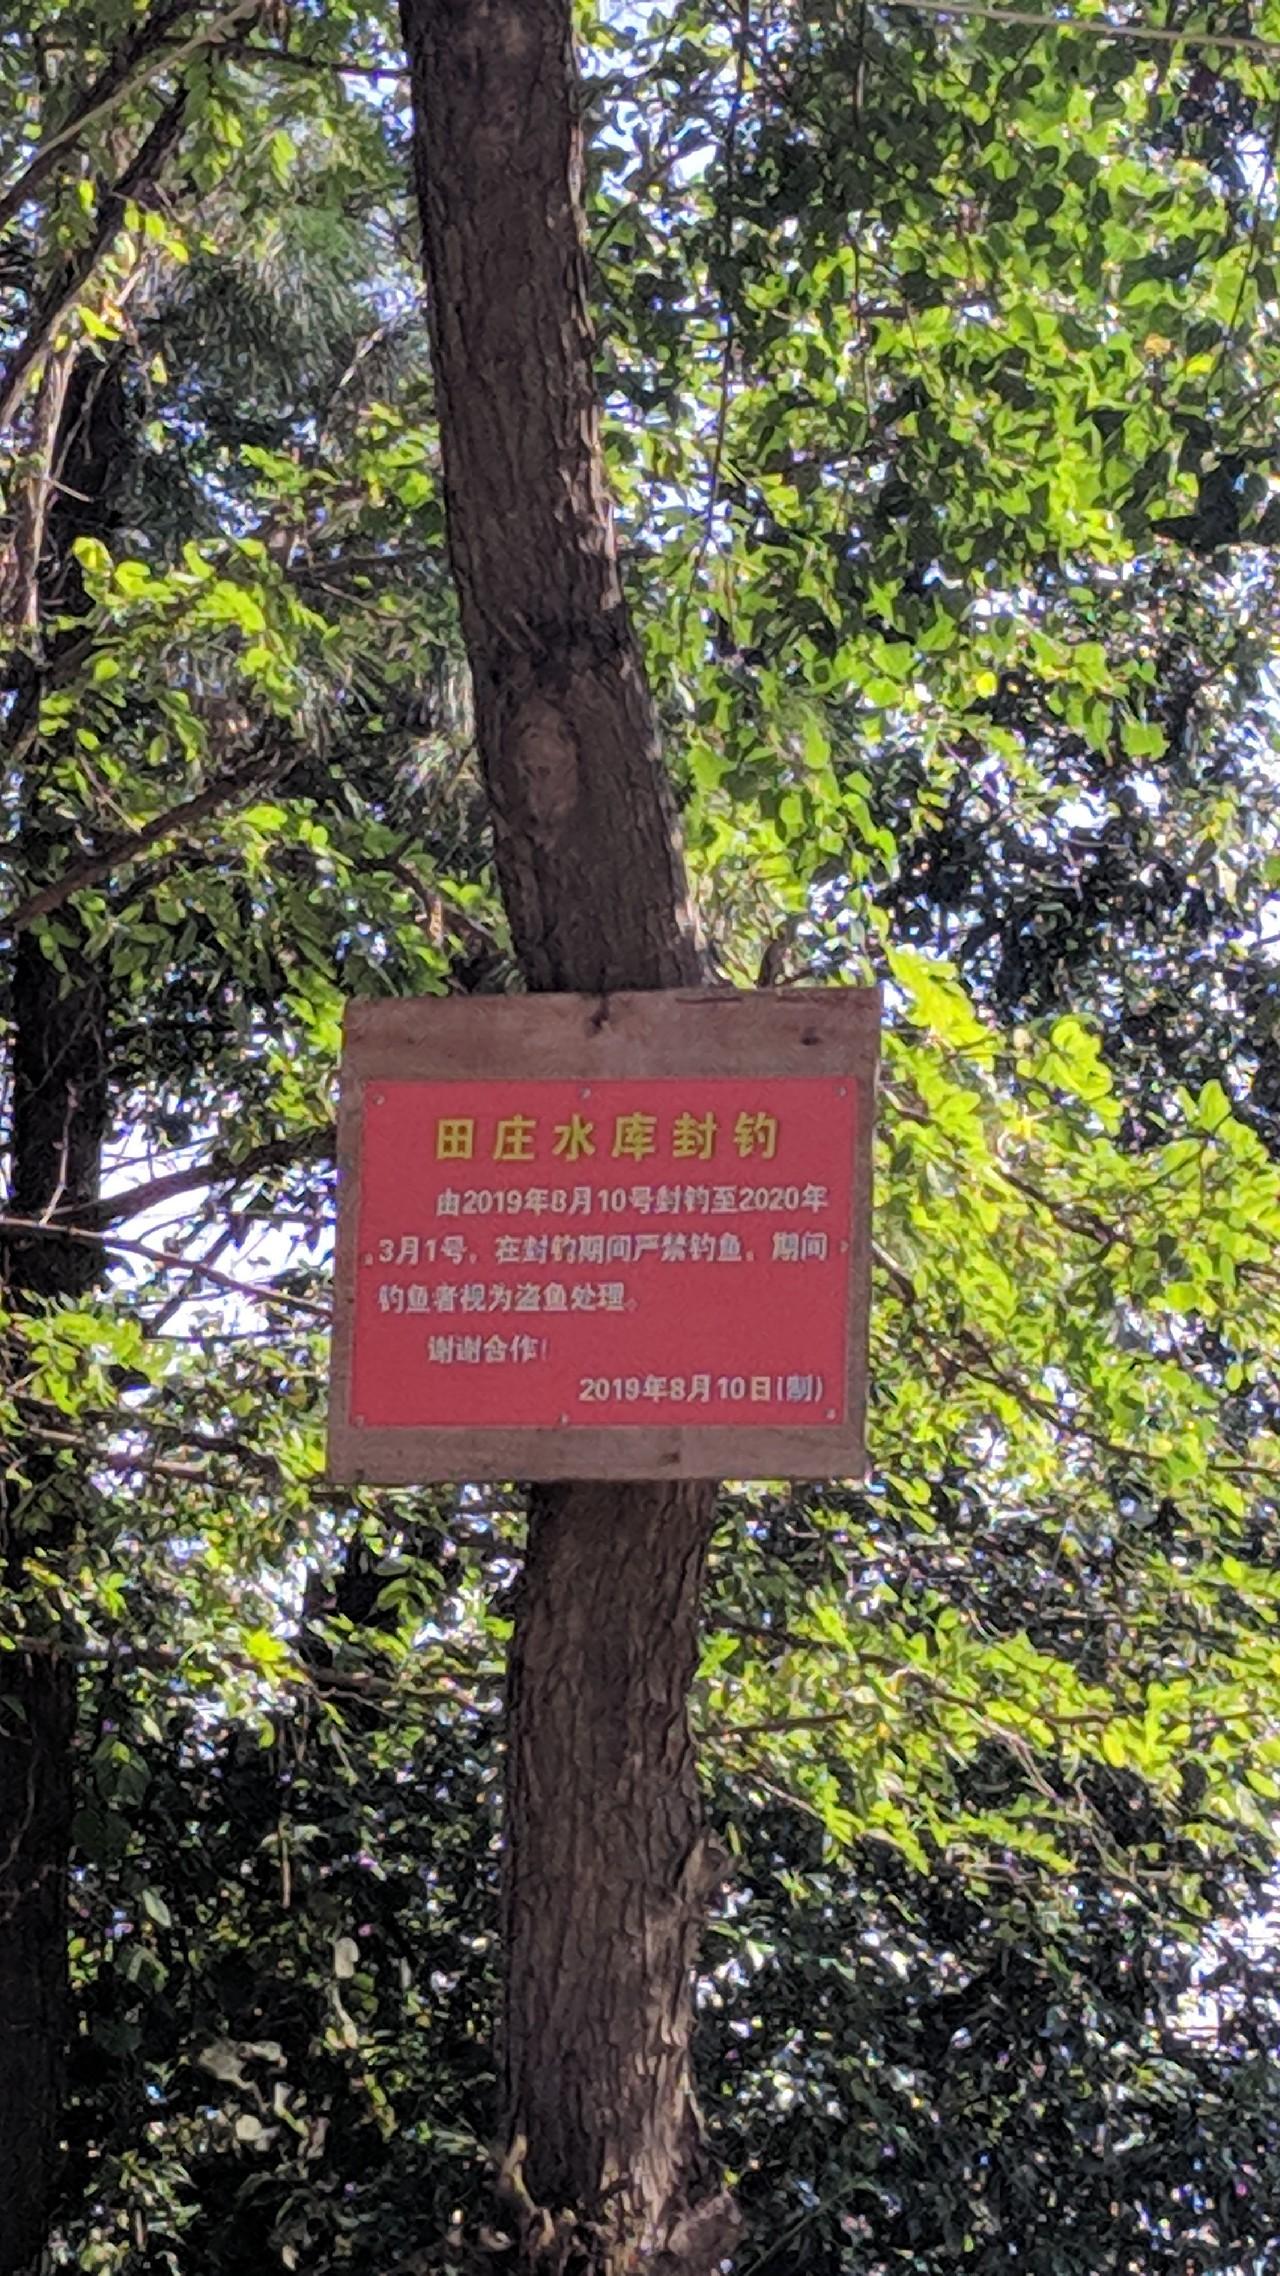 田庄水库封钓
由2019年8月10号封钓至2020年
3月1号。在封钓期间严禁钓鱼。期间
钓鱼者视为盗鱼处理。
谢谢合作!
2019年8月10日(制)